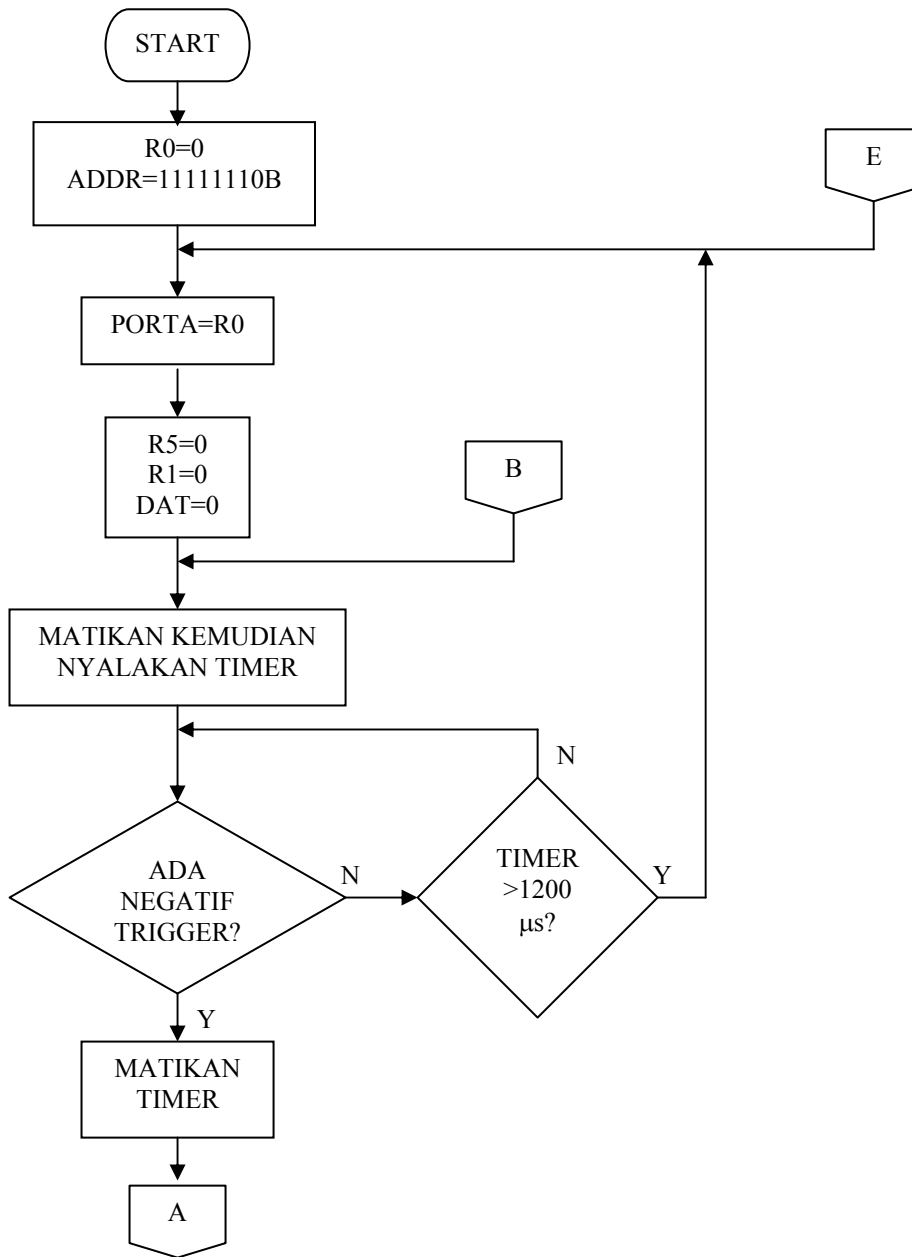 START
R0=0
ADDR=11111110B
E
PORTA=R0
R5=0
R1=0
DAT=0
B
MATIKAN KEMUDIAN
NYALAKAN TIMER
N
ADA
NEGATIF
TRIGGER?
N
TIMER
>1200
μs?
Y
Y
MATIKAN
TIMER
A